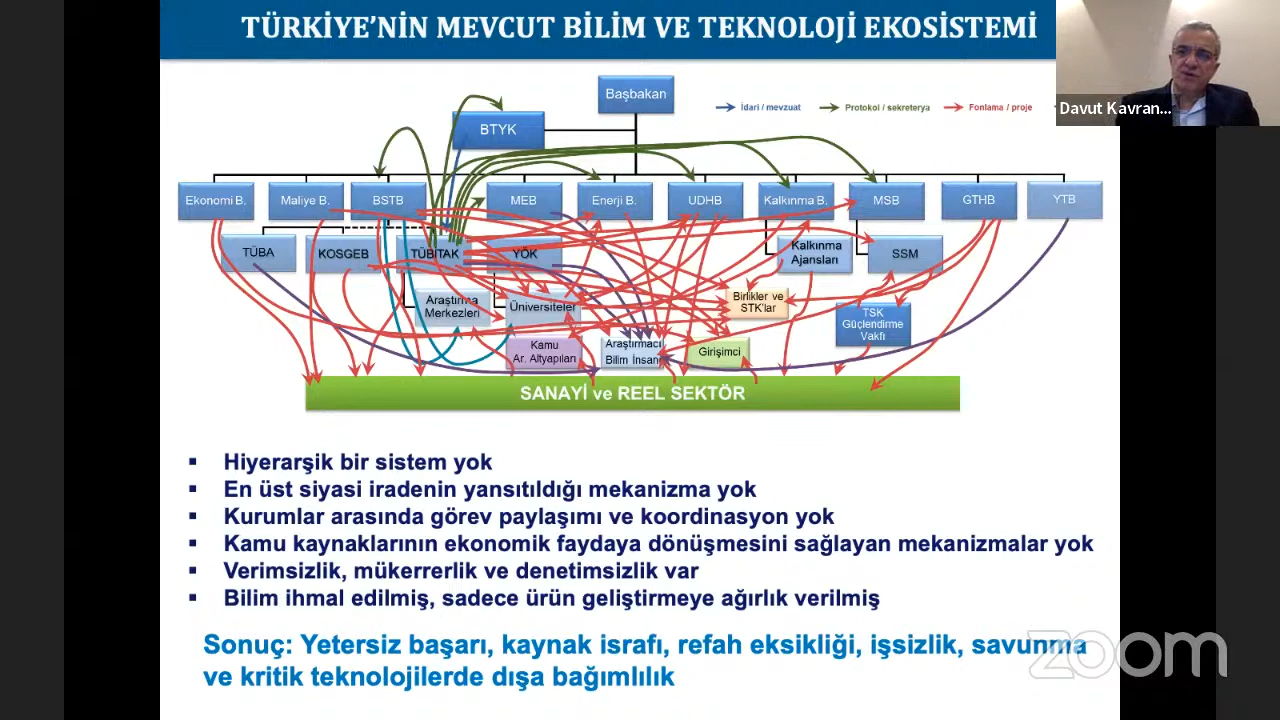 TÜRKİYE'NİN MEVCUT BİLİM VE TEKNOLOJİ EKOSİSTEMİ
Davut Kavran...
Başbakan
İdari / mevzuat
Protokol / sekreterya
Fonlama / proje
BTYK
Ekonomi B.
Maliye B.
BSTB
MEB
Enerji B.
UDHB
Kalkınma B.
MSB
GTHB
YTB
TÜBA
KOSGEB
TÜBİTAK
YÖK
Kalkınma
Ajansları
SSM
Araştırma
Merkezleri
Üniversiteler
Birlikler ve
STK'lar
TSK
Güçlendirme
Vakfı
Kamu
Ar. Altyapıları
Araştırmacı
Bilim İnsanı
Girişimci
SANAYİ ve REEL SEKTÖR
▪ Hiyerarşik bir sistem yok
▪ En üst siyasi iradenin yansıtıldığı mekanizma yok
▪ Kurumlar arasında görev paylaşımı ve koordinasyon yok
▪ Kamu kaynaklarının ekonomik faydaya dönüşmesini sağlayan mekanizmalar yok
▪ Verimsizlik, mükerrerlik ve denetimsizlik var
▪ Bilim ihmal edilmiş, sadece ürün geliştirmeye ağırlık verilmiş
Sonuç: Yetersiz başarı, kaynak israfı, refah eksikliği, işsizlik, savunma
ve kritik teknolojilerde dışa bağımlılık
zoom